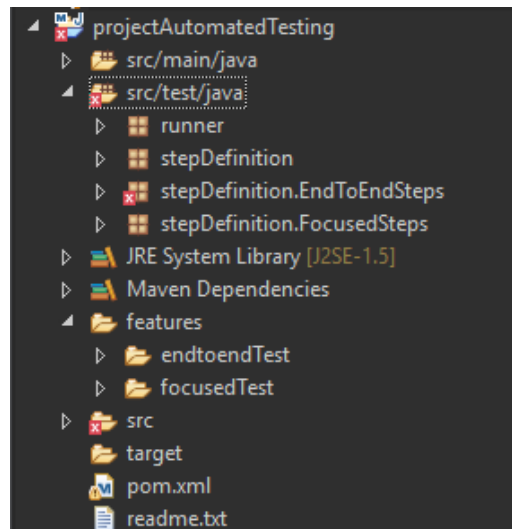 projectAutomatedTesting
src/main/java
src/test/java
runner
stepDefinition
stepDefinition.EndToEndSteps
stepDefinition.FocusedSteps
JRE System Library [J2SE-1.5]
Maven Dependencies
features
endtoendTest
focusedTest
src
target
pom.xml
readme.txt